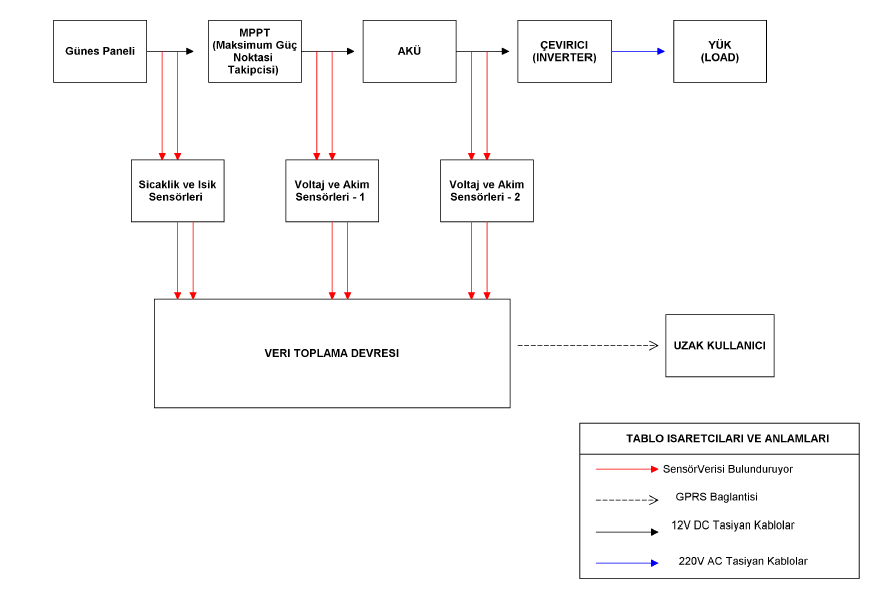 Günes Paneli
MPPT
(Maksimum Güç
Noktasi
Takipcisi)
AKÜ
ÇEVIRICI
(INVERTER)
YÜK
(LOAD)
Sicaklik ve Isik
Sensörleri
Voltaj ve Akim
Sensörleri - 1
Voltaj ve Akim
Sensörleri - 2
VERI TOPLAMA DEVRESI
UZAK KULLANICI
TABLO ISARETCILARI VE ANLAMLARI
SensörVerisi Bulunduruyor
GPRS Baglantisi
12V DC Tasiyan Kablolar
220V AC Tasiyan Kablolar